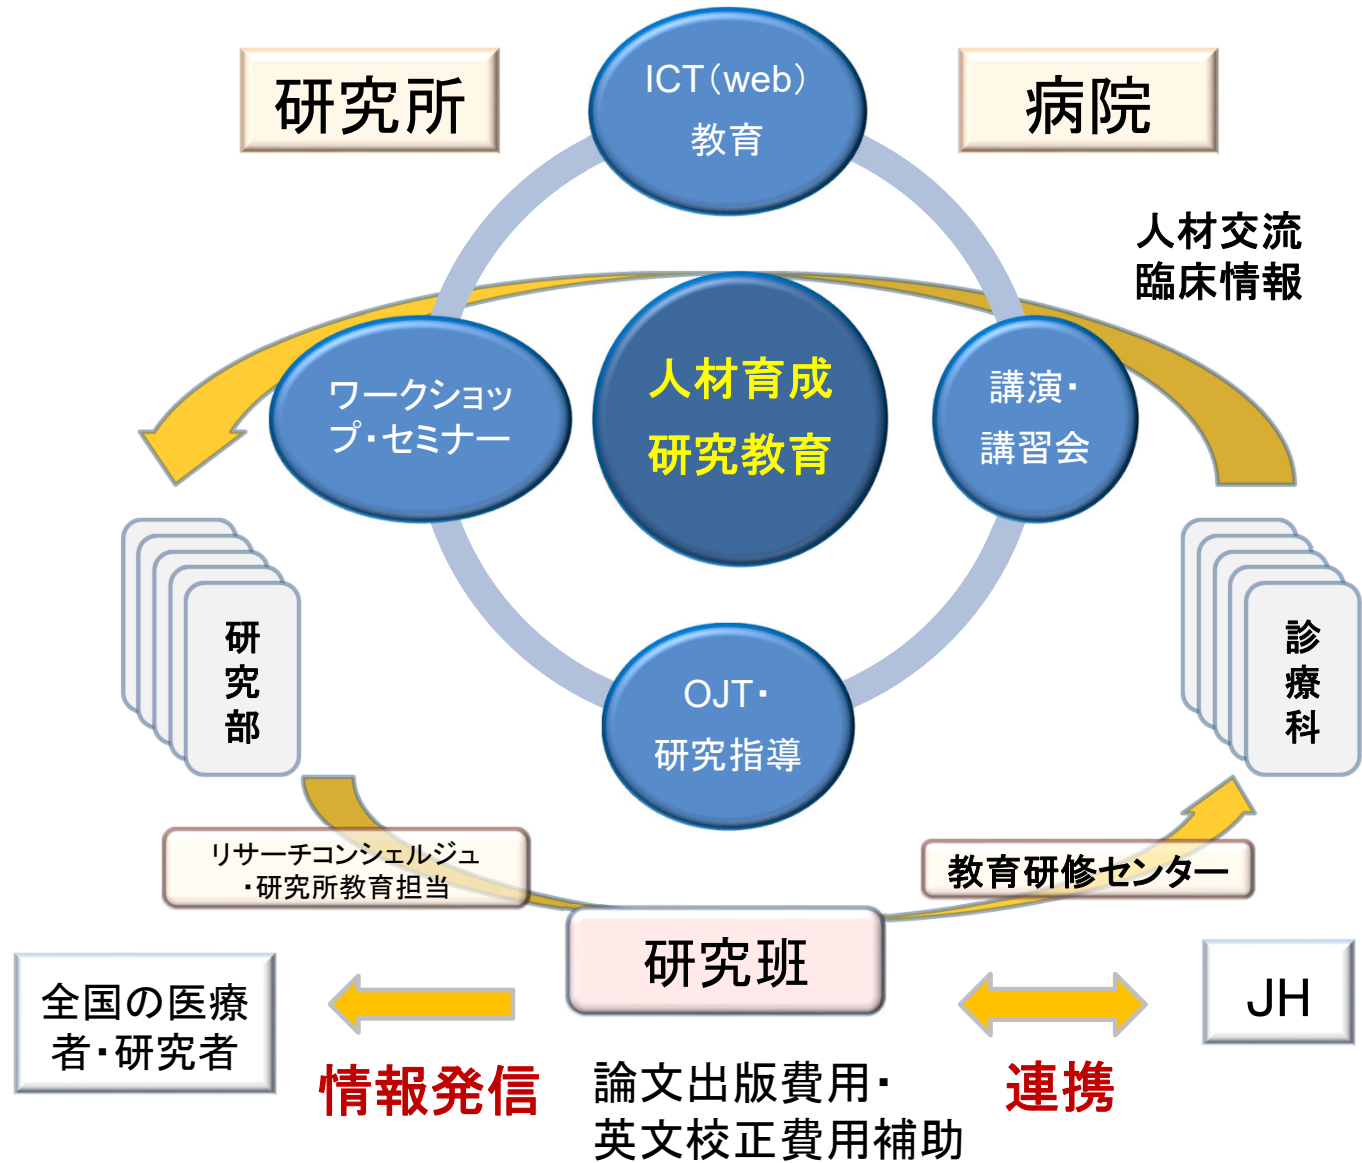 研究所
ICT（web）
教育
病院
人材交流
臨床情報
ワークショッ
プ・セミナー
人材育成
研究教育
講演・
講習会
研究部
診療科
OJT・
研究指導
リサーチコンシェルジュ
・研究所教育担当
教育研修センター
研究班
全国の医療
者・研究者
JH
情報発信
論文出版費用・
英文校正費用補助
連携